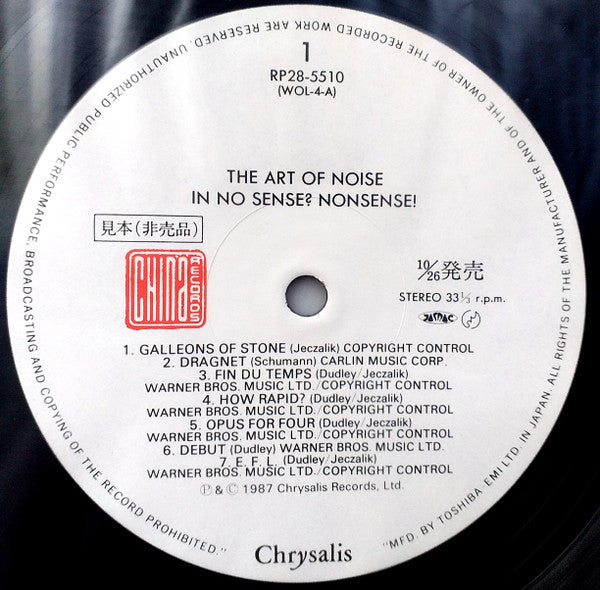 1
RP28-5510
(WOL-4-A)
THE ART OF NOISE
IN NO SENSE? NONSENSE!
見本(非売品)
CHINA
RECORDS
10/26発売
STEREO 33⅓ r.p.m.
JASRAC
1. GALLEONS OF STONE (Jeczalik) COPYRIGHT CONTROL
2. DRAGNET (Schumann) CARLIN MUSIC CORP.
3. FIN DU TEMPS (Dudley/Jeczalik)
WARNER BROS. MUSIC LTD./COPYRIGHT CONTROL
4. HOW RAPID? (Dudley/Jeczalik)
WARNER BROS. MUSIC LTD./COPYRIGHT CONTROL
5. OPUS FOR FOUR (Dudley/Jeczalik)
WARNER BROS. MUSIC LTD./COPYRIGHT CONTROL
6. DEBUT (Dudley) WARNER BROS. MUSIC LTD.
7. E. F. L. (Dudley/Jeczalik)
WARNER BROS. MUSIC LTD./COPYRIGHT CONTROL
Ⓟ & © 1987 Chrysalis Records, Ltd.
Chrysalis
"MFD. BY TOSHIBA EMI LTD. IN JAPAN. ALL RIGHTS OF THE MANUFACTURER AND OF THE OWNER OF THE RECORDED WORK ARE RESERVED. UNAUTHORIZED PUBLIC PERFORMANCE, BROADCASTING AND COPYING OF THE RECORD PROHIBITED."